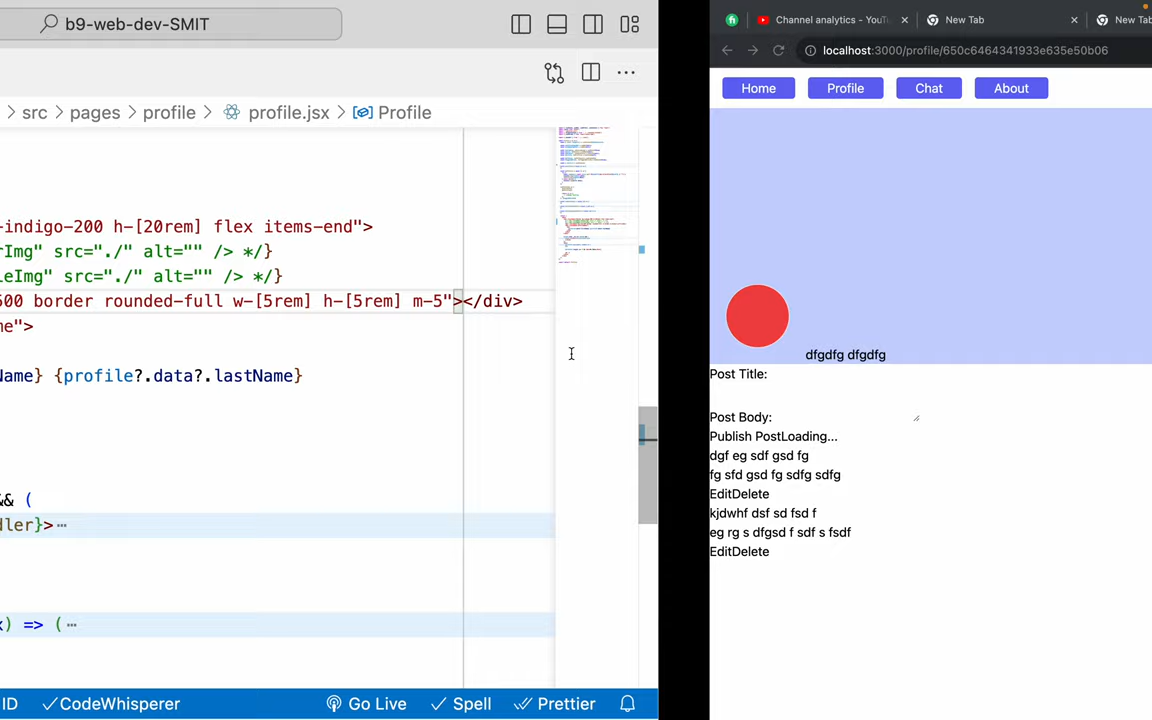 b9-web-dev-SMIT
> src > pages > profile > profile.jsx > Profile
-indigo-200 h-[20rem] flex items-end">
rImg" src="./" alt="" /> */}
leImg" src="./" alt="" /> */}
500 border rounded-full w-[5rem] h-[5rem] m-5"></div>
me">
Name} {profile?.data?.lastName}
&& (
dler}>…
x) => (…
ID CodeWhisperer Go Live Spell Prettier
Channel analytics - YouTu
New Tab
New Tab
localhost:3000/profile/650c6464341933e635e50b06
Home Profile Chat About
dfgdfg dfgdfg
Post Title:
Post Body:
Publish PostLoading...
dgf eg sdf gsd fg
fg sfd gsd fg sdfg sdfg
EditDelete
kjdwhf dsf sd fsd f
eg rg s dfgsd f sdf s fsdf
EditDelete